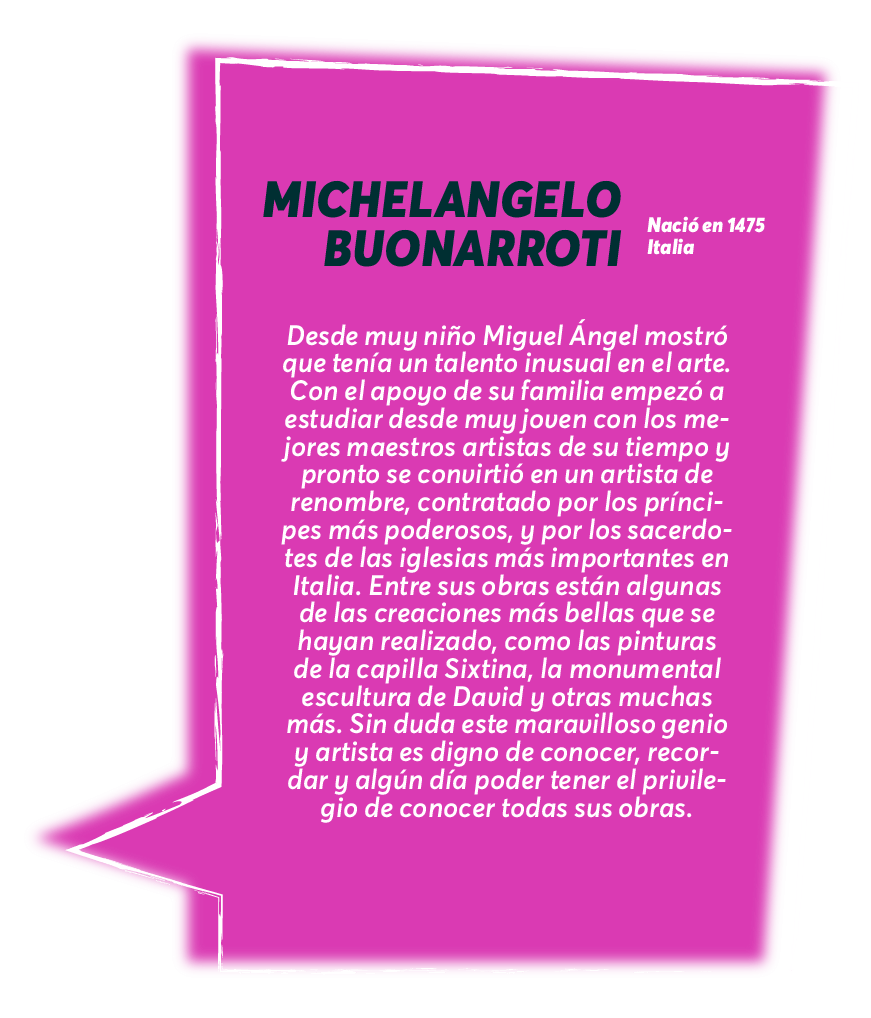 MICHELANGELO
BUONARROTI
Nació en 1475
Italia
Desde muy niño Miguel Ángel mostró
que tenía un talento inusual en el arte.
Con el apoyo de su familia empezó a
estudiar desde muy joven con los me-
jores maestros artistas de su tiempo y
pronto se convirtió en un artista de
renombre, contratado por los prínci-
pes más poderosos, y por los sacerdo-
tes de las iglesias más importantes en
Italia. Entre sus obras están algunas
de las creaciones más bellas que se
hayan realizado, como las pinturas
de la capilla Sixtina, la monumental
escultura de David y otras muchas
más. Sin duda este maravilloso genio
y artista es digno de conocer, recor-
dar y algún día poder tener el privile-
gio de conocer todas sus obras.